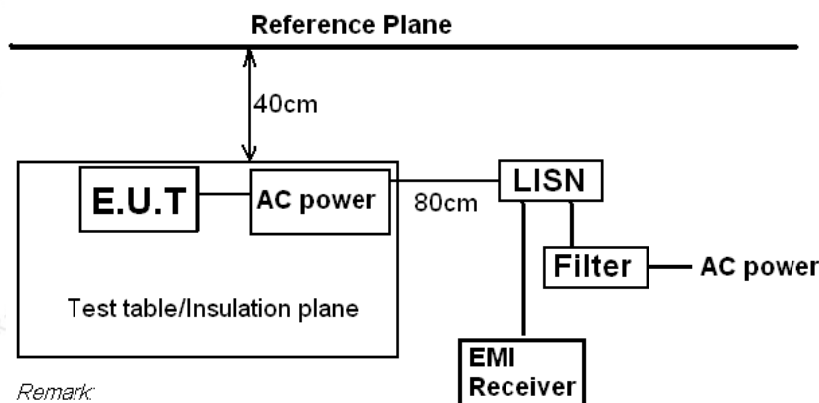 Reference Plane
40cm
E.U.T
AC power
80cm
LISN
Filter
AC power
Test table/Insulation plane
EMI
Receiver
Remark: